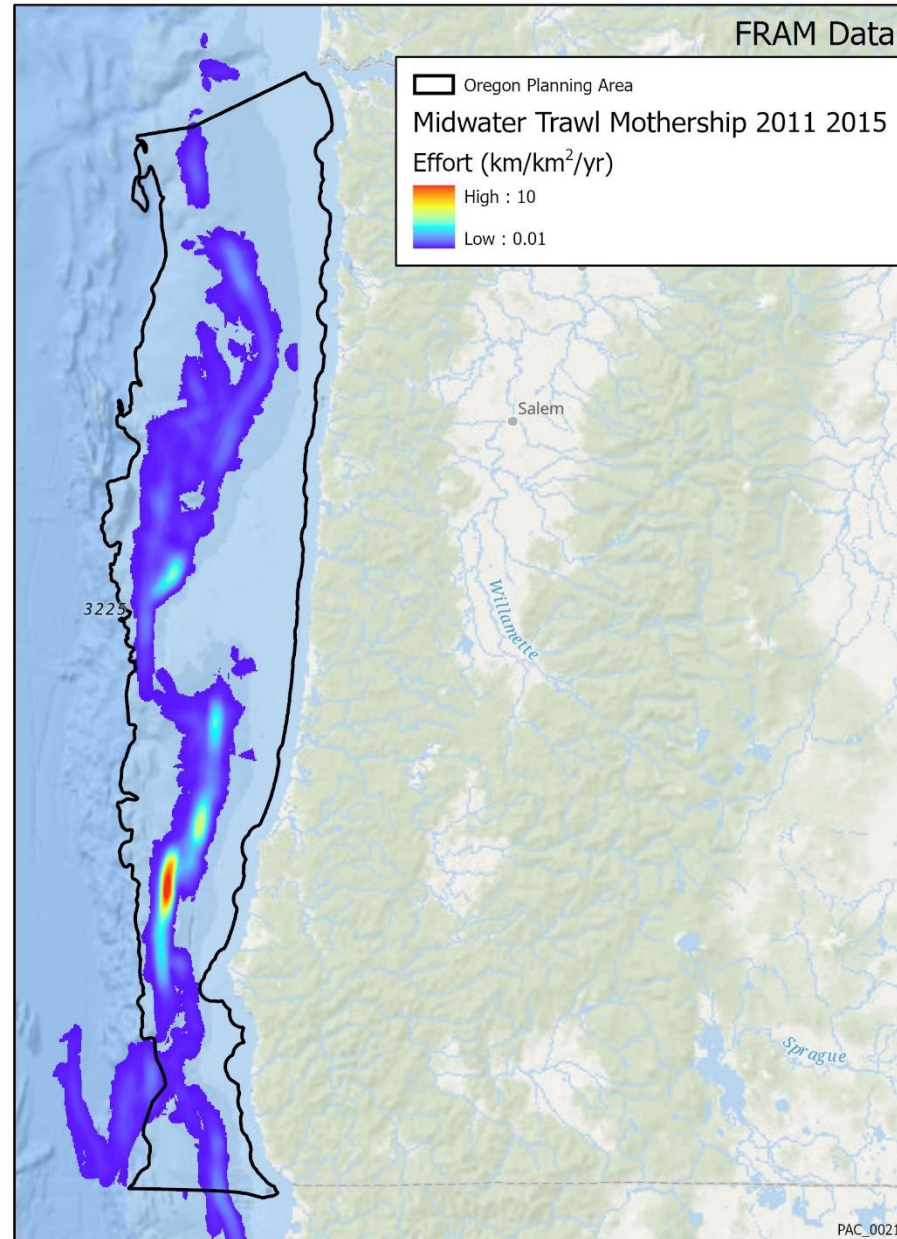 FRAM Data
Oregon Planning Area
Midwater Trawl Mothership 2011 2015
Effort (km/km²/yr)
High : 10
Low : 0.01
Salem
Willamette
3225
Sprague
PAC_0021